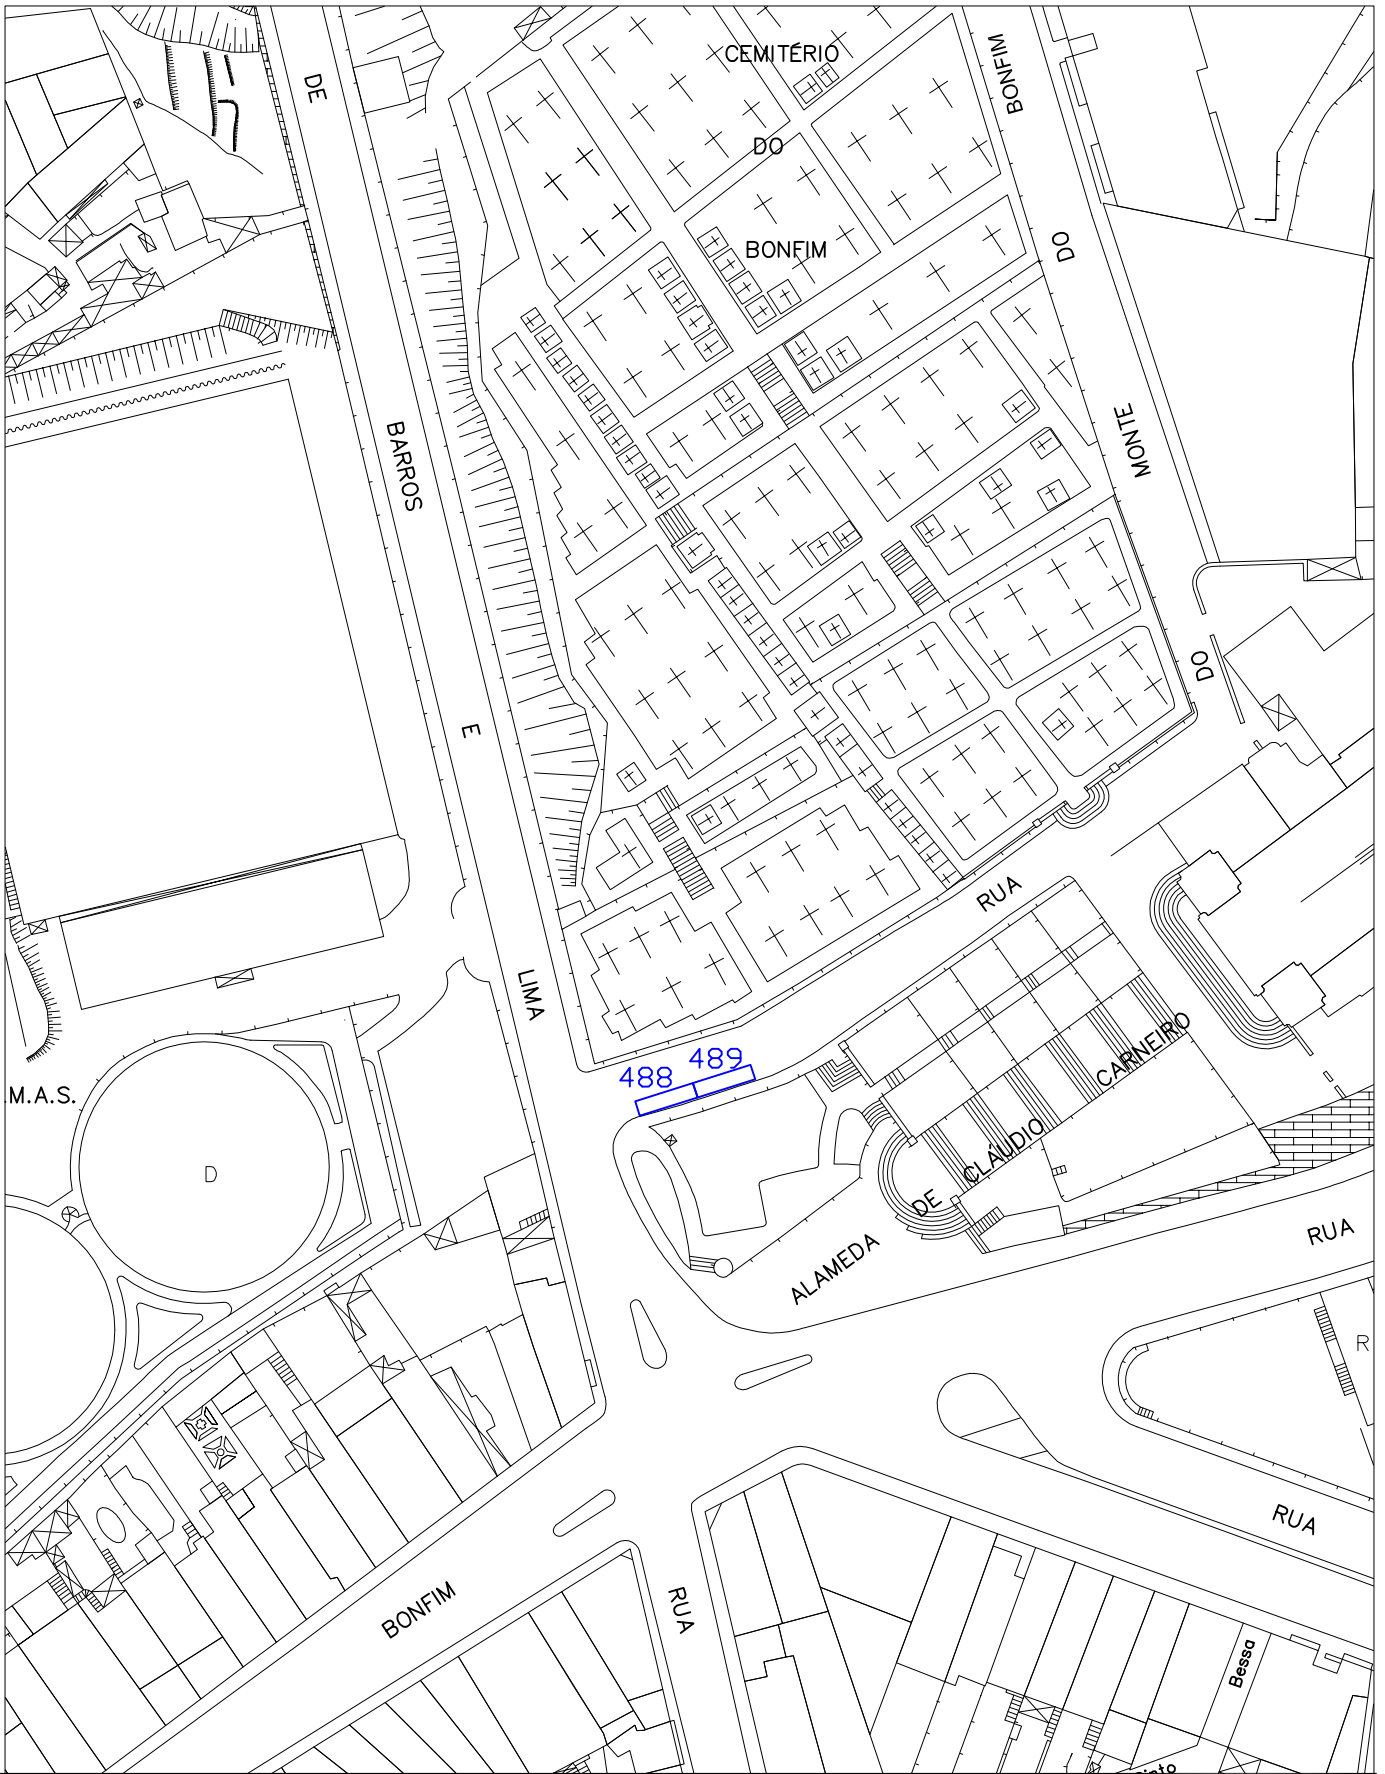 CEMITÉRIO
DO
BONFIM
DE
BARROS
E
LIMA
BONFIM
DO
MONTE
DO
RUA
488
489
M.A.S.
D
CARNEIRO
CLÁUDIO
DE
ALAMEDA
RUA
R
RUA
BONFIM
RUA
Bessa